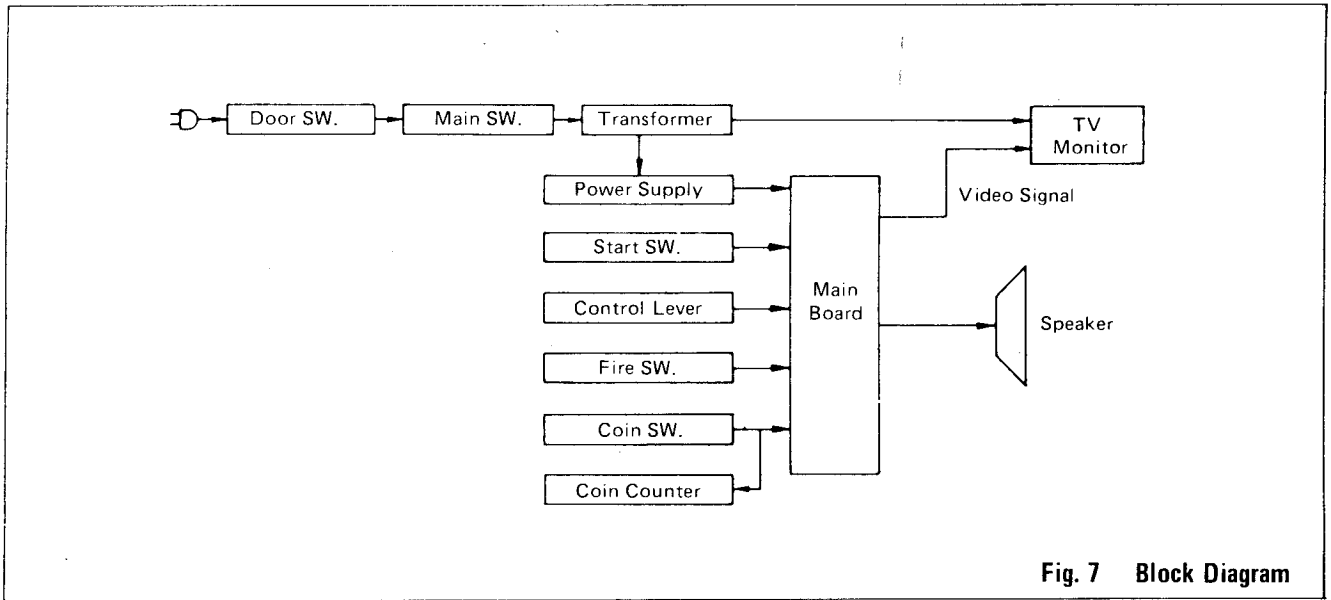 Door SW.
Main SW.
Transformer
TV
Monitor
Power Supply
Video Signal
Start SW.
Main
Board
Control Lever
Speaker
Fire SW.
Coin SW.
Coin Counter
Fig. 7 Block Diagram